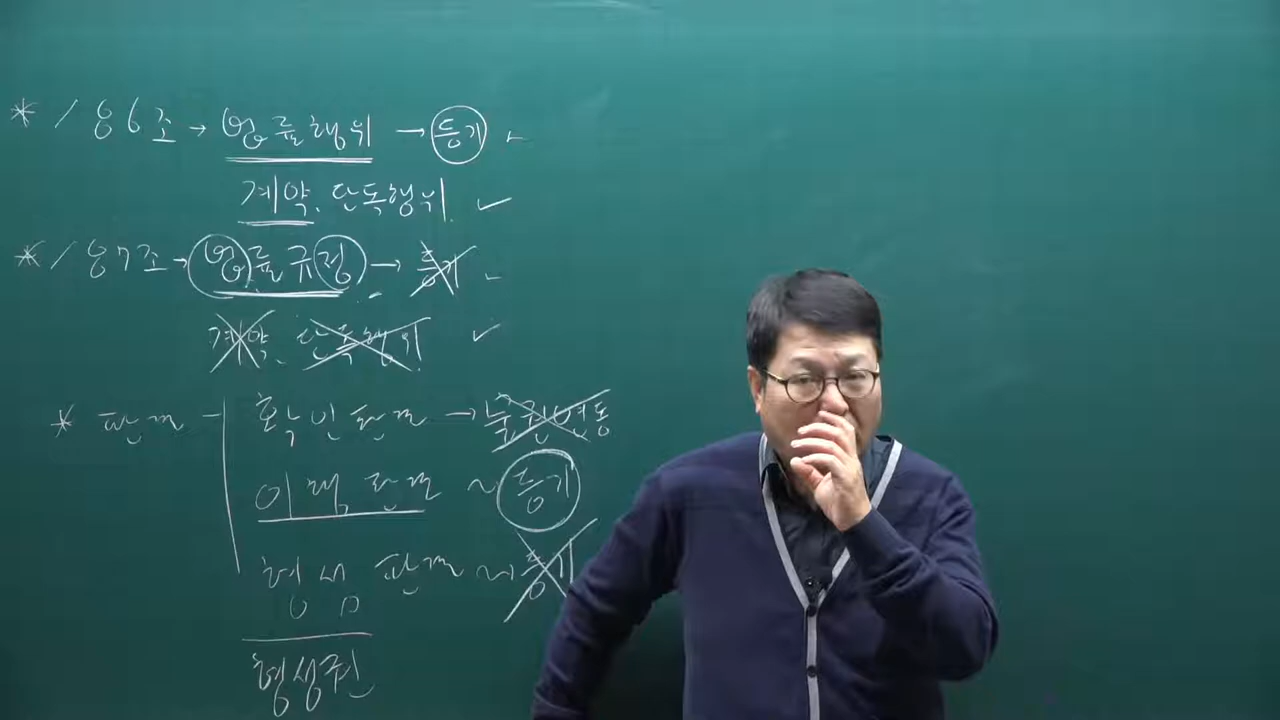 * 186조 → 법률행위 → 등기
계약, 단독행위. ✓
* 187조 → 법률규정 → 등기
계약, 단독행위 ✓
* 판결 확인판결 → 물권변동
이행판결 ~ 등기
형성판결 ~ 등기
형성권